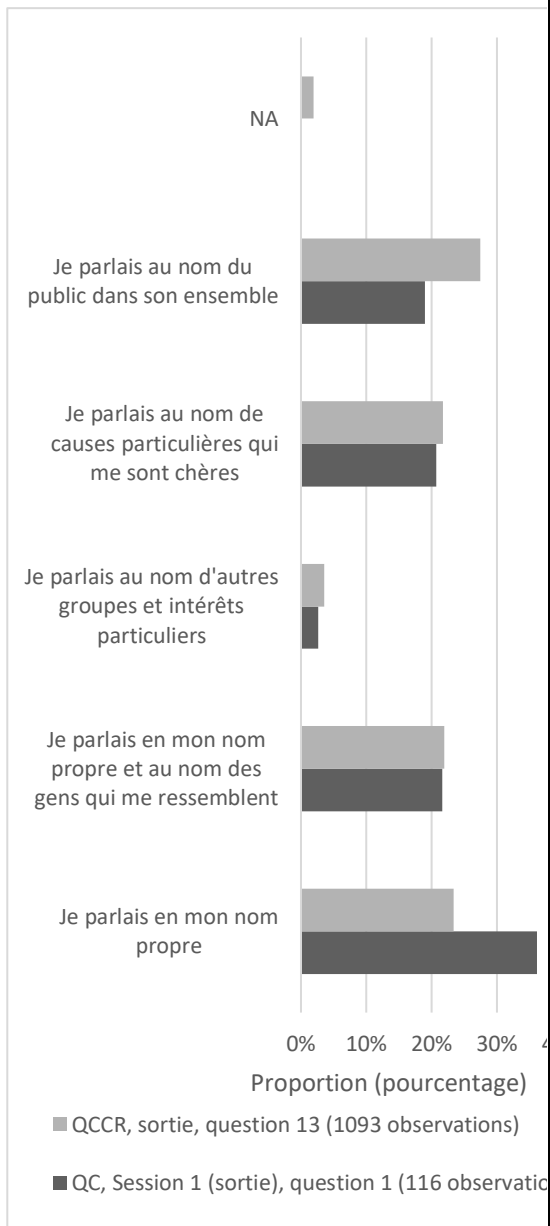 NA
Je parlais au nom du
public dans son ensemble
Je parlais au nom de
causes particulières qui
me sont chères
Je parlais au nom d'autres
groupes et intérêts
particuliers
Je parlais en mon nom
propre et au nom des
gens qui me ressemblent
Je parlais en mon nom
propre
0% 10% 20% 30%
Proportion (pourcentage)
QCCR, sortie, question 13 (1093 observations)
QC, Session 1 (sortie), question 1 (116